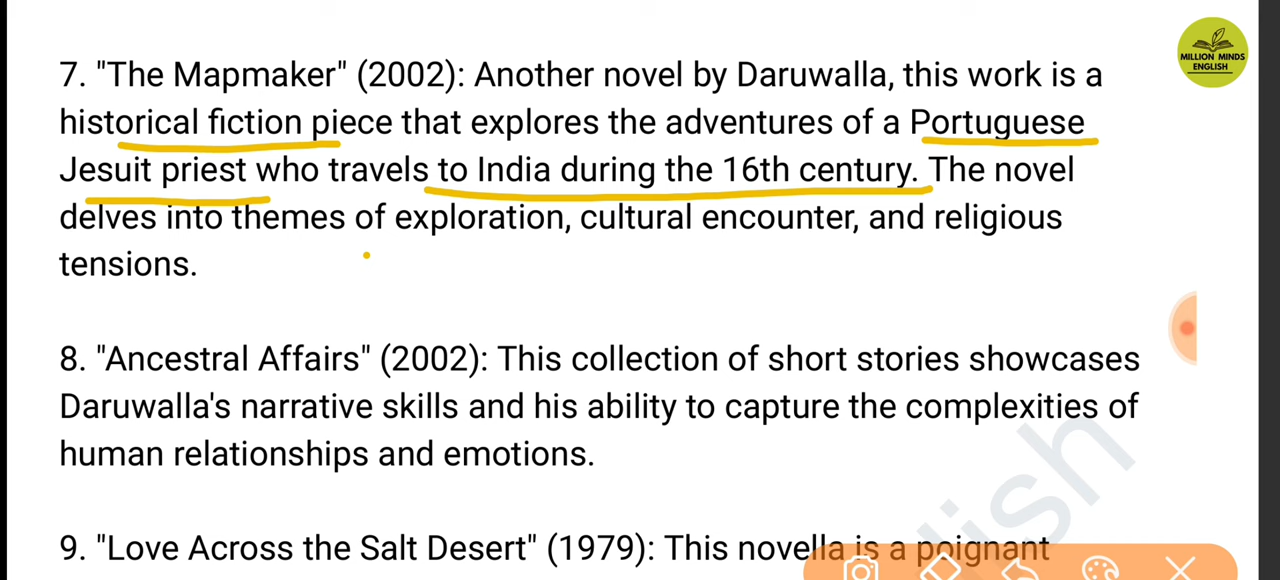 MILLION MINDS
ENGLISH
7. "The Mapmaker" (2002): Another novel by Daruwalla, this work is a
historical fiction piece that explores the adventures of a Portuguese
Jesuit priest who travels to India during the 16th century. The novel
delves into themes of exploration, cultural encounter, and religious
tensions.
8. "Ancestral Affairs" (2002): This collection of short stories showcases
Daruwalla's narrative skills and his ability to capture the complexities of
human relationships and emotions.
9. "Love Across the Salt Desert" (1979): This novella is a poignant